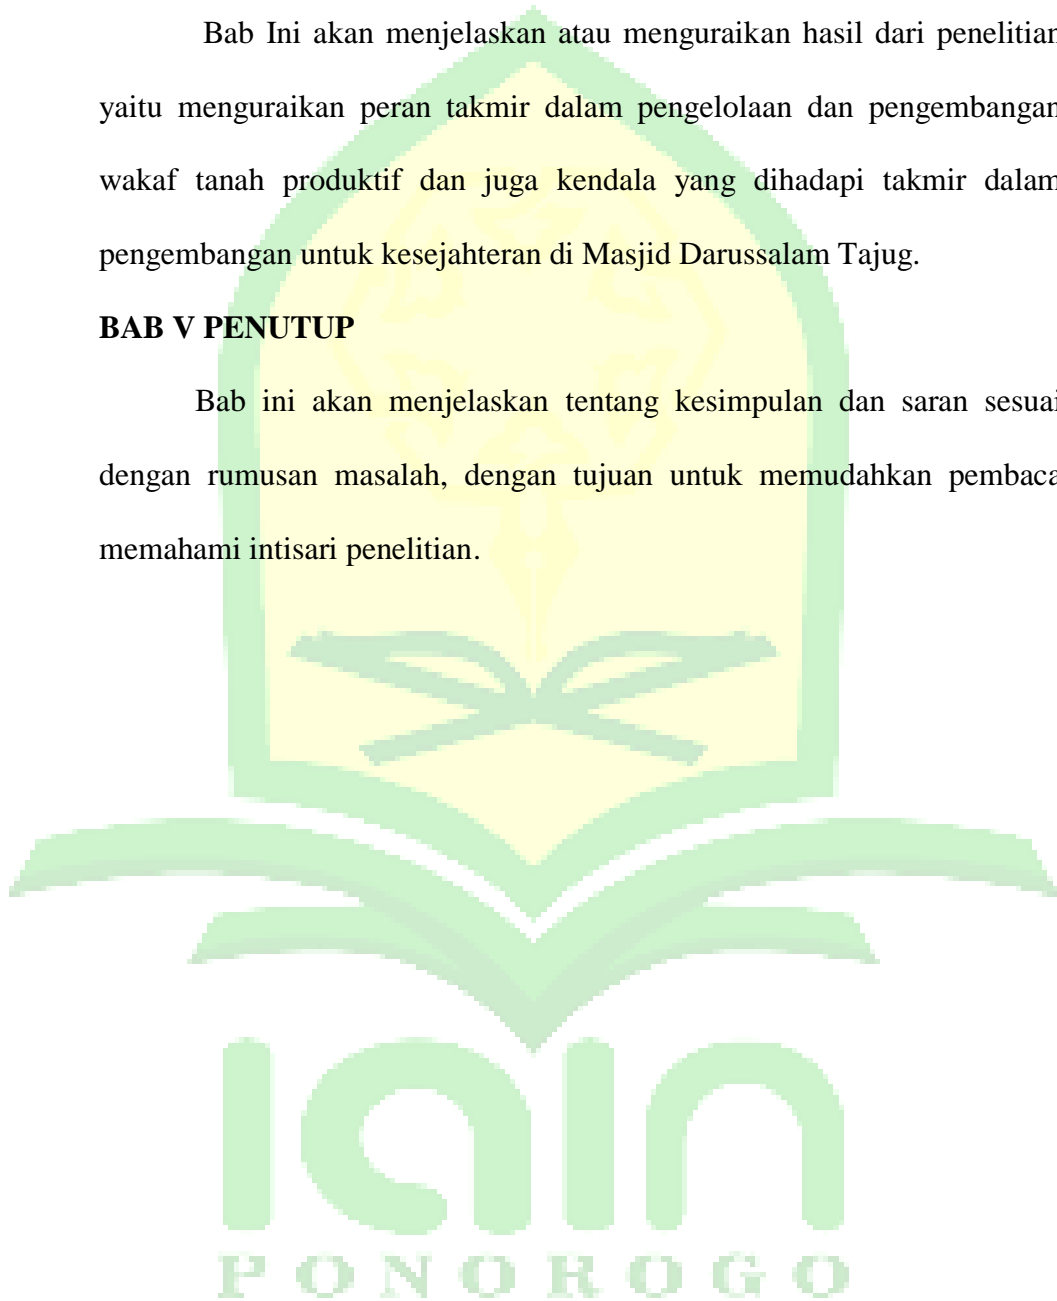 Bab Ini akan menjelaskan atau menguraikan hasil dari penelitian
yaitu menguraikan peran takmir dalam pengelolaan dan pengembangan
wakaf tanah produktif dan juga kendala yang dihadapi takmir dalam
pengembangan untuk kesejahteran di Masjid Darussalam Tajug.
BAB V PENUTUP
Bab ini akan menjelaskan tentang kesimpulan dan saran sesuai
dengan rumusan masalah, dengan tujuan untuk memudahkan pembaca
memahami intisari penelitian.
iain
PONOROGO